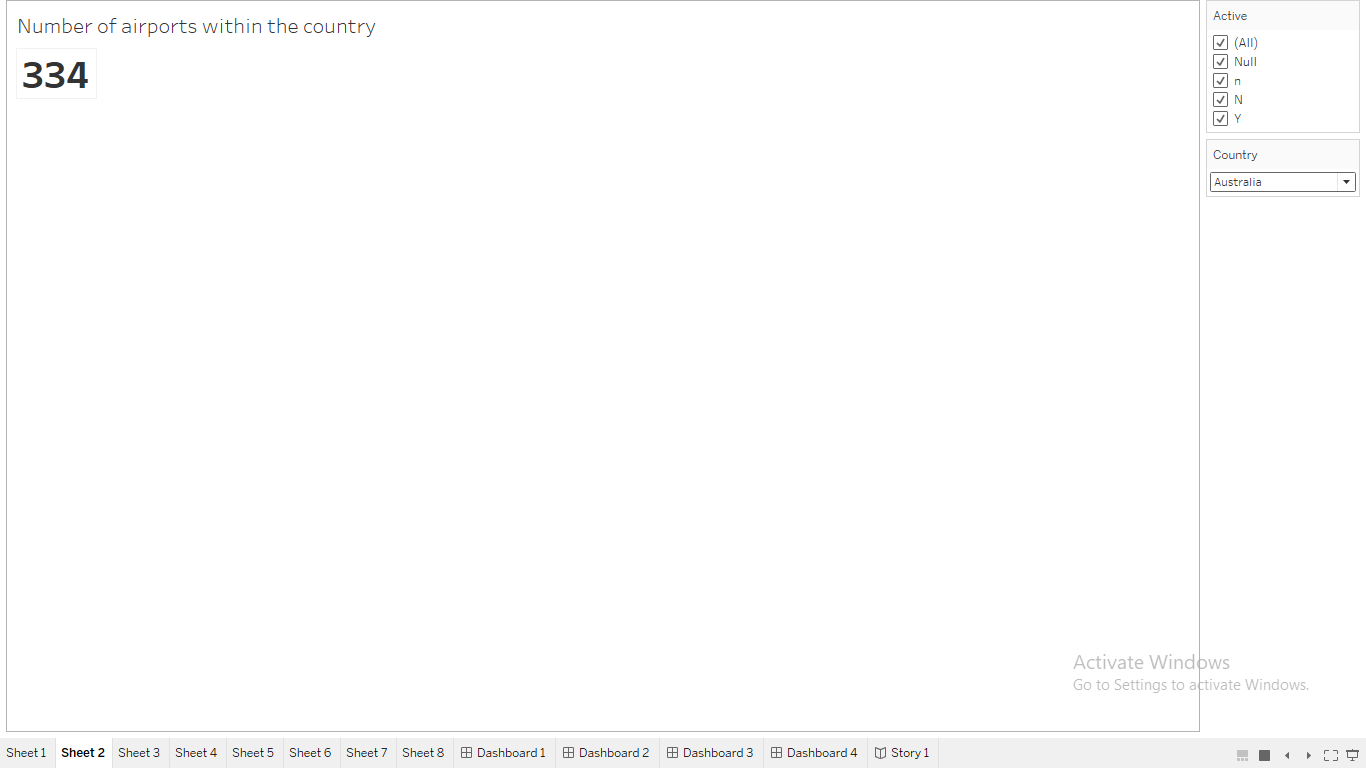 Number of airports within the country
334
Active
(All)
Null
n
N
Y
Country
Australia
Activate Windows
Go to Settings to activate Windows.
Sheet 1 Sheet 2 Sheet 3 Sheet 4 Sheet 5 Sheet 6 Sheet 7 Sheet 8 Dashboard 1 Dashboard 2 Dashboard 3 Dashboard 4 Story 1